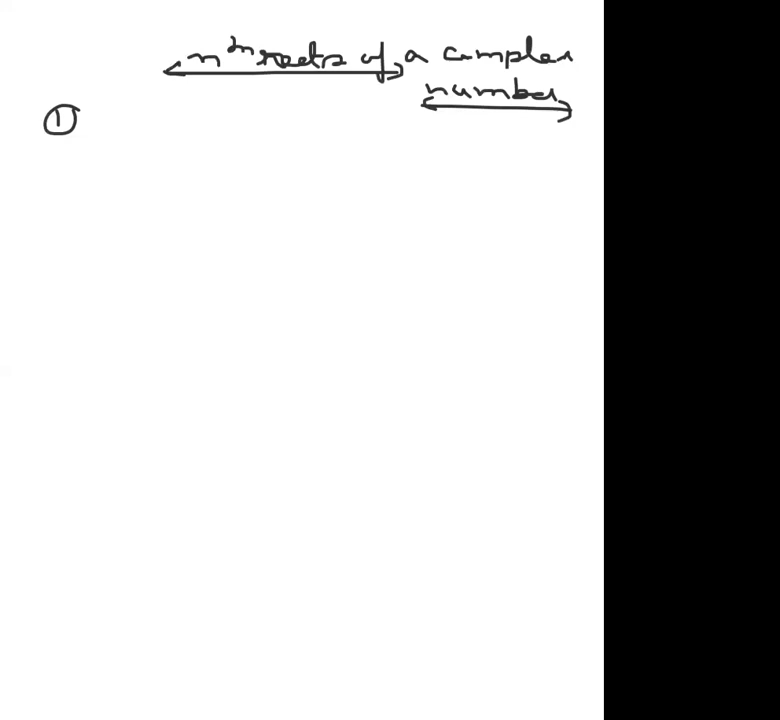 nth roots of a complex
number
①